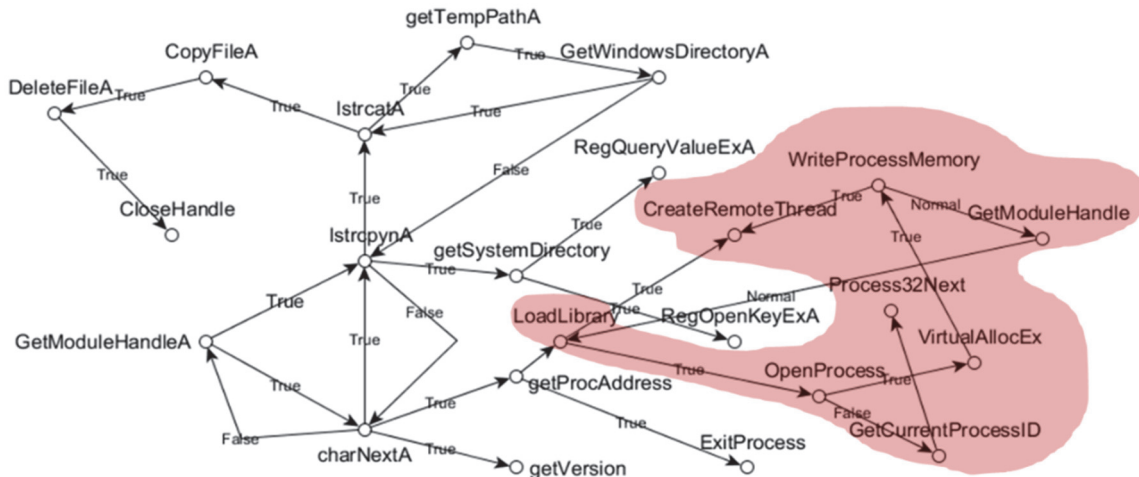 getTempPathA
CopyFileA
GetWindowsDirectoryA
True
DeleteFileA
True
True
lstrcatA
True
True
True
RegQueryValueExA
WriteProcessMemory
False
True
CloseHandle
True
CreateRemoteThread
True
Normal
GetModuleHandle
lstrcpynA
getSystemDirectory
True
True
True
Process32Next
True
False
LoadLibrary
True
Normal
True
RegOpenKeyExA
GetModuleHandleA
True
VirtualAllocEx
True
getProcAddress
True
OpenProcess
True
True
True
False
False
charNextA
True
ExitProcess
GetCurrentProcessID
getVersion